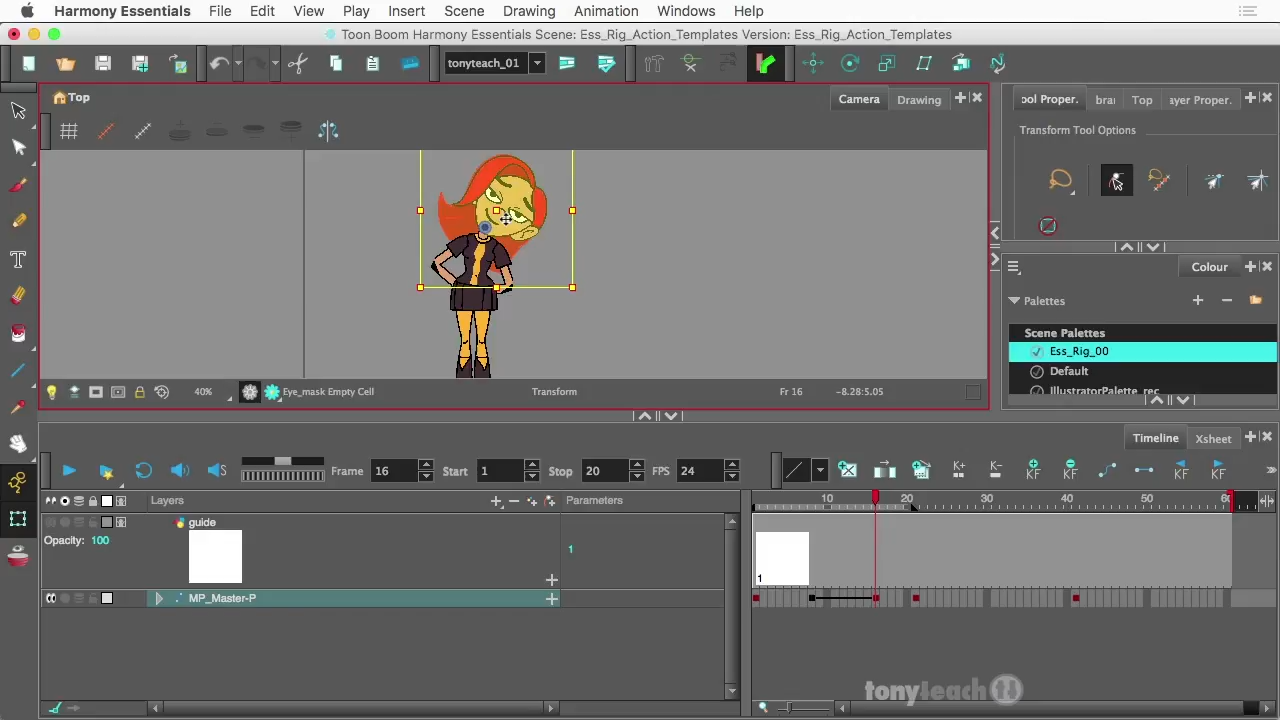 Harmony Essentials File Edit View Play Insert Scene Drawing Animation Windows Help
Toon Boom Harmony Essentials Scene: Ess_Rig_Action_Templates Version: Ess_Rig_Action_Templates
tonyteach_01
Top
Camera
Drawing
ool Proper.
bra
Top
ayer Proper.
Transform Tool Options
Colour
Palettes
Scene Palettes
Ess_Rig_00
Default
IllustratorPalette_rec
40%
Eye_mask Empty Cell
Transform
Fr 16
-8.28:5.05
Timeline
Xsheet
Frame 16 Start 1 Stop 20 FPS 24
K+ K- KF KF KF KF
Layers
Parameters
10 20 30 40 50 60
guide
Opacity: 100
1
1
MP_Master-P
tonyteach